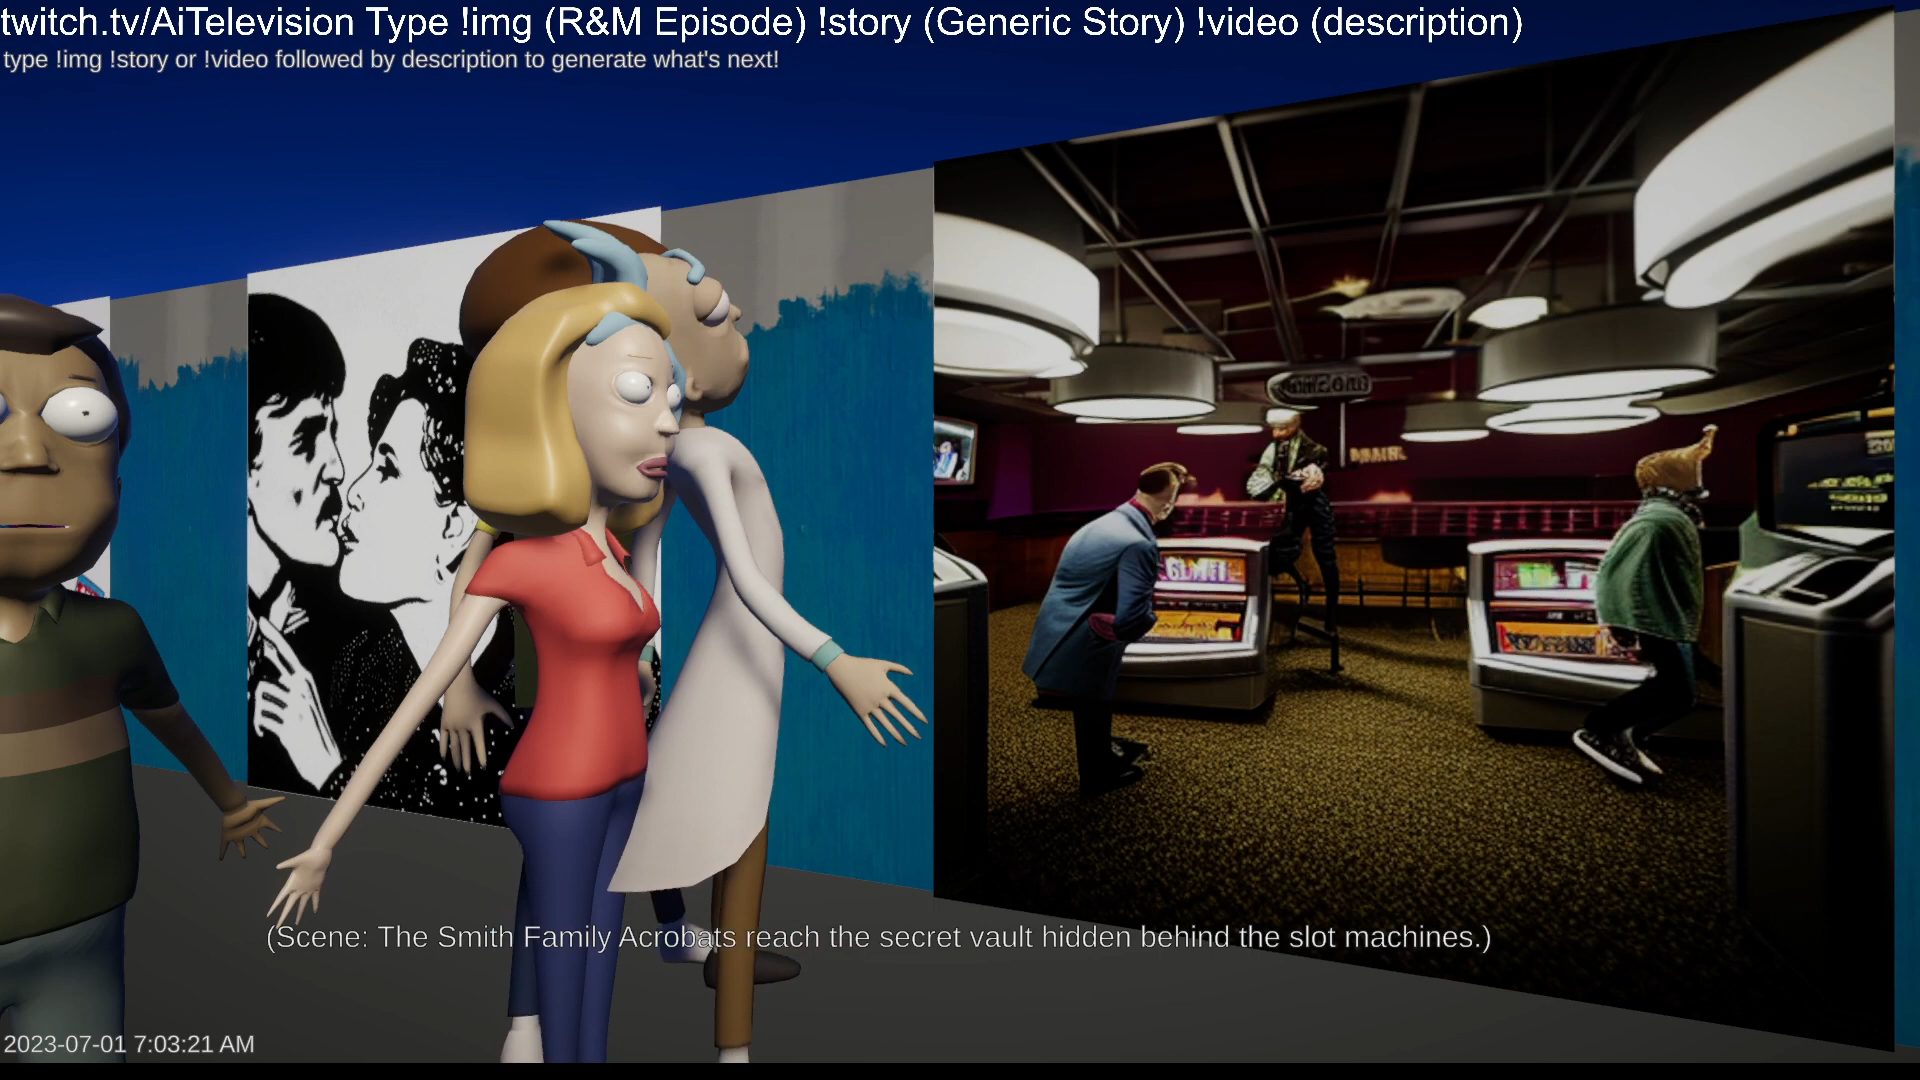 twitch.tv/AiTelevision Type !img (R&M Episode) !story (Generic Story) !video (description)
type !img !story or !video followed by description to generate what's next!
(Scene: The Smith Family Acrobats reach the secret vault hidden behind the slot machines.)
2023-07-01 7:03:21 AM